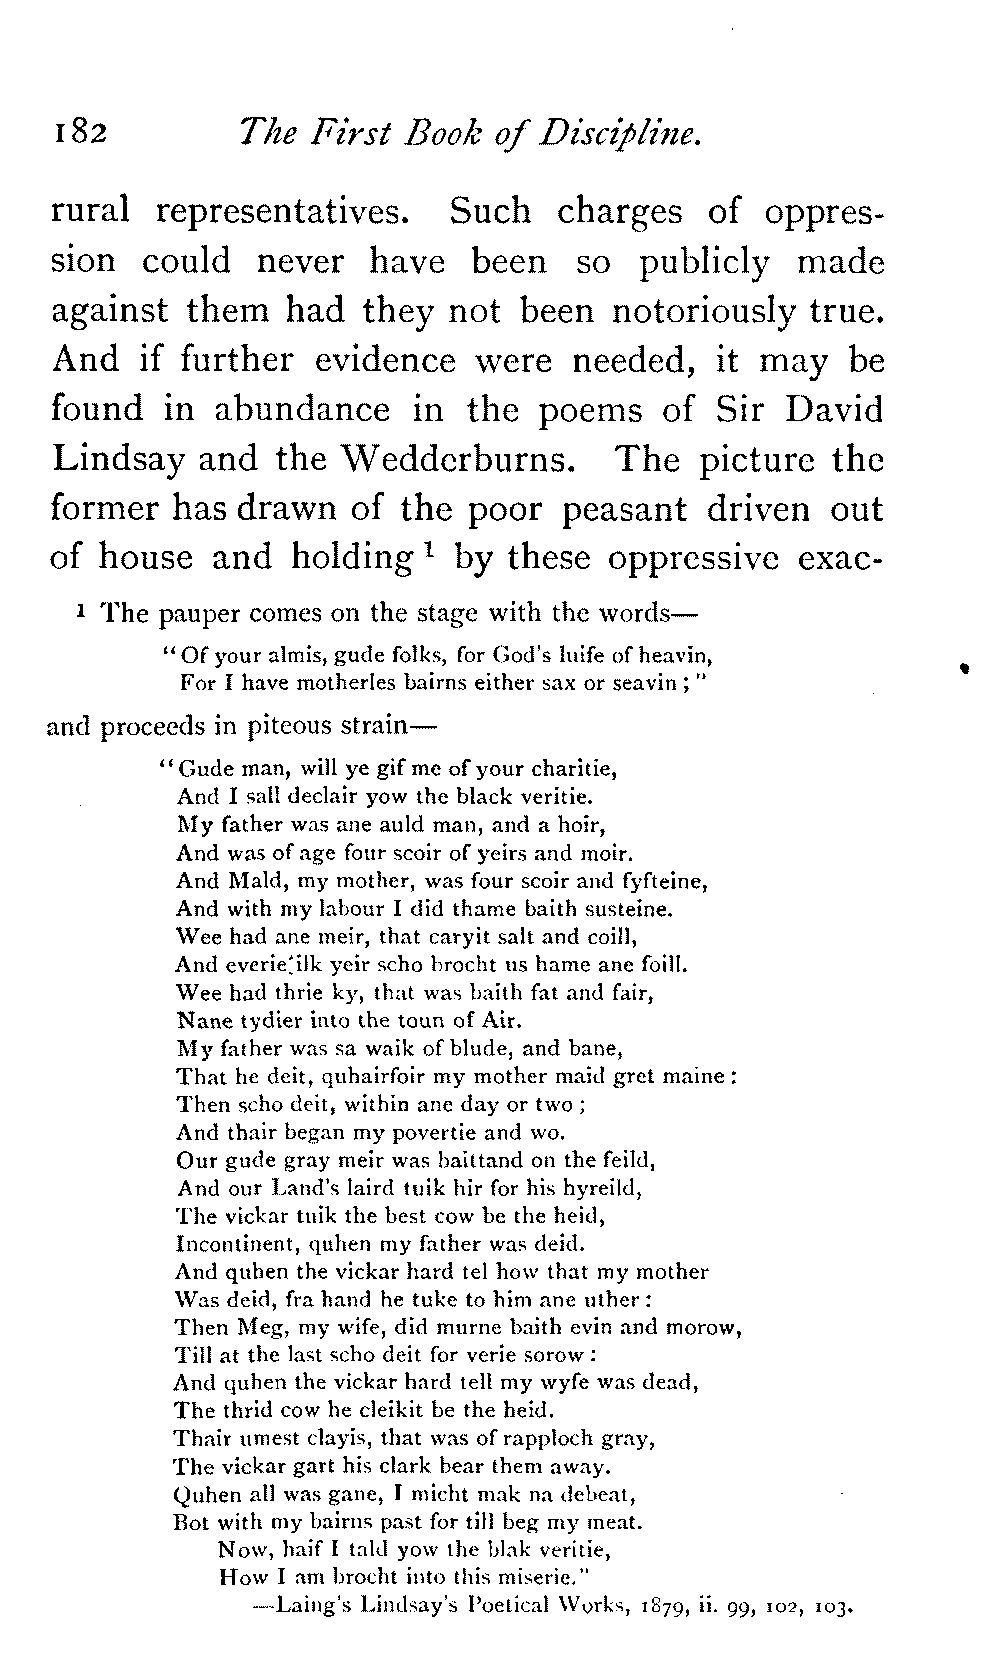 182 The First Book of Discipline.
rural representatives. Such charges of oppres-
sion could never have been so publicly made
against them had they not been notoriously true.
And if further evidence were needed, it may be
found in abundance in the poems of Sir David
Lindsay and the Wedderburns. The picture the
former has drawn of the poor peasant driven out
of house and holding 1 by these oppressive exac-
1 The pauper comes on the stage with the words—
"Of your almis, gude folks, for God's luife of heavin,
For I have motherles bairns either sax or seavin;"
and proceeds in piteous strain—
"Gude man, will ye gif me of your charitie,
And I sall declair yow the black veritie.
My father was ane auld man, and a hoir,
And was of age four scoir of yeirs and moir.
And Mald, my mother, was four scoir and fyfteine,
And with my labour I did thame baith susteine.
Wee had ane meir, that caryit salt and coill,
And everie ilk yeir scho brocht us hame ane foill.
Wee had thrie ky, that was baith fat and fair,
Nane tydier into the toun of Air.
My father was sa waik of blude, and bane,
That he deit, quhairfoir my mother maid gret maine:
Then scho deit, within ane day or two;
And thair began my povertie and wo.
Our gude gray meir was baittand on the feild,
And our Land's laird tuik hir for his hyreild,
The vickar tuik the best cow be the heid,
Incontinent, quhen my father was deid.
And quhen the vickar hard tel how that my mother
Was deid, fra hand he tuke to him ane uther:
Then Meg, my wife, did murne baith evin and morow,
Till at the last scho deit for verie sorow:
And quhen the vickar hard tell my wyfe was dead,
The thrid cow he cleikit be the heid.
Thair umest clayis, that was of rapploch gray,
The vickar gart his clark bear them away.
Quhen all was gane, I micht mak na debeat,
Bot with my bairns past for till beg my meat.
Now, haif I tald yow the blak veritie,
How I am brocht into this miserie."
—Laing's Lindsay's Poetical Works, 1879, ii. 99, 102, 103.